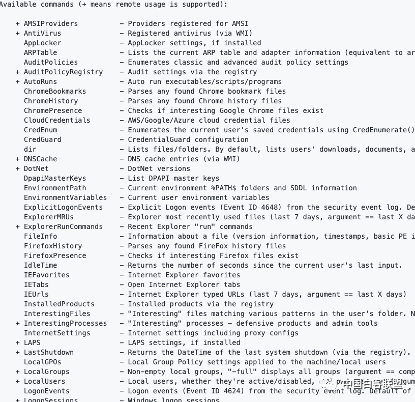 Available commands (+ means remote usage is supported):
+ AMSIProviders - Providers registered for AMSI
+ AntiVirus - Registered antivirus (via WMI)
AppLocker - AppLocker settings, if installed
ARPTable - Lists the current ARP table and adapter information (equivalent to ar
AuditPolicies - Enumerates classic and advanced audit policy settings
+ AuditPolicyRegistry - Audit settings via the registry
+ AutoRuns - Auto run executables/scripts/programs
ChromeBookmarks - Parses any found Chrome bookmark files
ChromeHistory - Parses any found Chrome history files
ChromePresence - Checks if interesting Google Chrome files exist
CloudCredentials - AWS/Google/Azure cloud credential files
CredEnum - Enumerates the current user's saved credentials using CredEnumerate()
CredGuard - CredentialGuard configuration
dir - Lists files/folders. By default, lists users' downloads, documents, a
+ DNSCache - DNS cache entries (via WMI)
+ DotNet - DotNet versions
DpapiMasterKeys - List DPAPI master keys
EnvironmentPath - Current environment %PATH% folders and SDDL information
EnvironmentVariables - Current user environment variables
ExplicitLogonEvents - Explicit Logon events (Event ID 4648) from the security event log. De
ExplorerMRUs - Explorer most recently used files (last 7 days, argument == last X da
+ ExplorerRunCommands - Recent Explorer "run" commands
FileInfo - Information about a file (version information, timestamps, basic PE i
FirefoxHistory - Parses any found FireFox history files
FirefoxPresence - Checks if interesting Firefox files exist
IdleTime - Returns the number of seconds since the current user's last input.
IEFavorites - Internet Explorer favorites
IETabs - Open Internet Explorer tabs
IEUrls - Internet Explorer typed URLs (last 7 days, argument == last X days)
InstalledProducts - Installed products via the registry
InterestingFiles - "Interesting" files matching various patterns in the user's folder. N
+ InterestingProcesses - "Interesting" processes - defensive products and admin tools
InternetSettings - Internet settings including proxy configs
+ LAPS - LAPS settings, if installed
+ LastShutdown - Returns the DateTime of the last system shutdown (via the registry).
LocalGPOs - Local Group Policy settings applied to the machine/local users
+ LocalGroups - Non-empty local groups, "-full" displays all groups (argument == comp
+ LocalUsers - Local users, whether they're active/disabled,
LogonEvents - Logon events (Event ID 4624) from the security event log. Default of
+ LogonSessions - Windows logon sessions